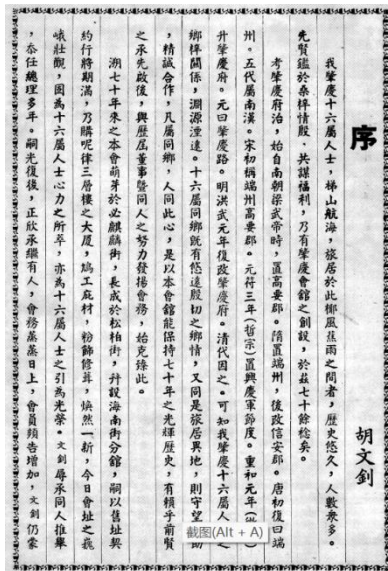 序
胡文釗
我肇慶十六屬人士，梯山航海，旅居於此椰風蕉雨之間者，歷史悠久，人數衆多。
先賢鑑於桑梓情殷，共謀福利，乃有肇慶會館之創設，於茲七十餘稔矣。
考肇慶府治，始自南朝梁武帝時，置高要郡。隋置端州，後改信安郡。唐初復曰端
州。五代屬南漢。宋初稱端州高要郡。元符三年（哲宗）置興慶軍節度。重和元年（
升肇慶府。元曰肇慶路。明洪武元年復改肇慶府。清代因之。可知我肇慶十六屬人
鄉梓關係，淵源湮遠。十六屬同鄉既有悠遠殷切之鄉情，又同是旅居異地，則守望助
，精誠合作，凡屬同鄉，人同此心，是以本會館能保持七十年之光輝歷史，有賴乎前賢
之承先啟後，與歷屆董事暨同人之努力發揚會務，始克臻此。
溯七十年來之本會萌芽於必麒麟街，長成於松柏街，幷設海南街分館，嗣以舊址契
約行將期滿，乃購呢律三層樓之大廈，鳩工庇材，粉飾修葺，煥然一新，今日會址之巍
峨壯觀，因為十六屬人士心力之所萃，亦為十六屬人士之引為光榮。文釗辱承同人推舉
，忝任總理多年。嗣光復後，正欣承繼有人，會務蒸蒸日上，會員頻告增加，文釗仍蒙
截图(Alt + A)